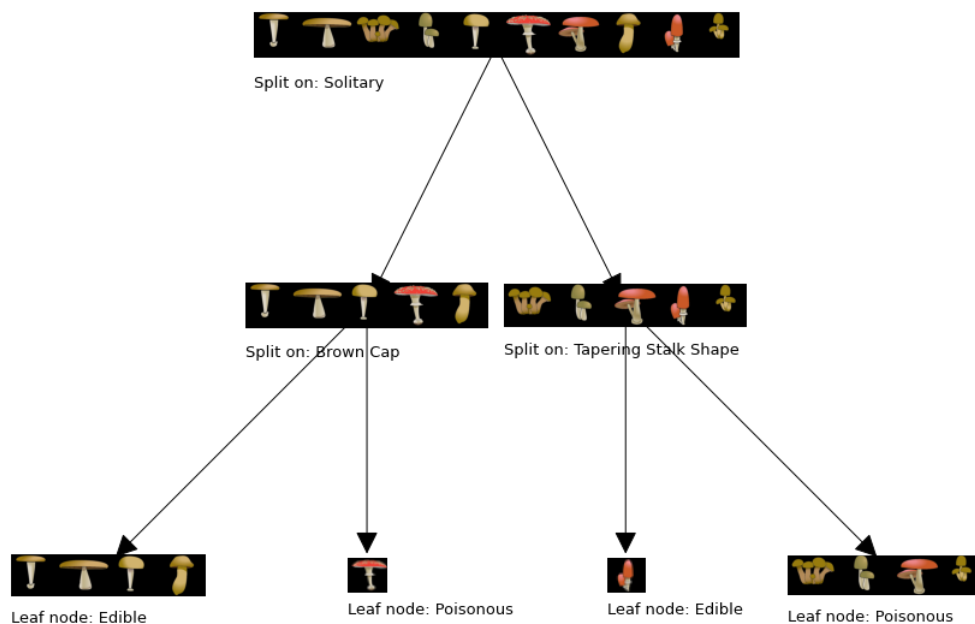 Split on: Solitary
Split on: Brown Cap
Split on: Tapering Stalk Shape
Leaf node: Edible
Leaf node: Poisonous
Leaf node: Edible
Leaf node: Poisonous